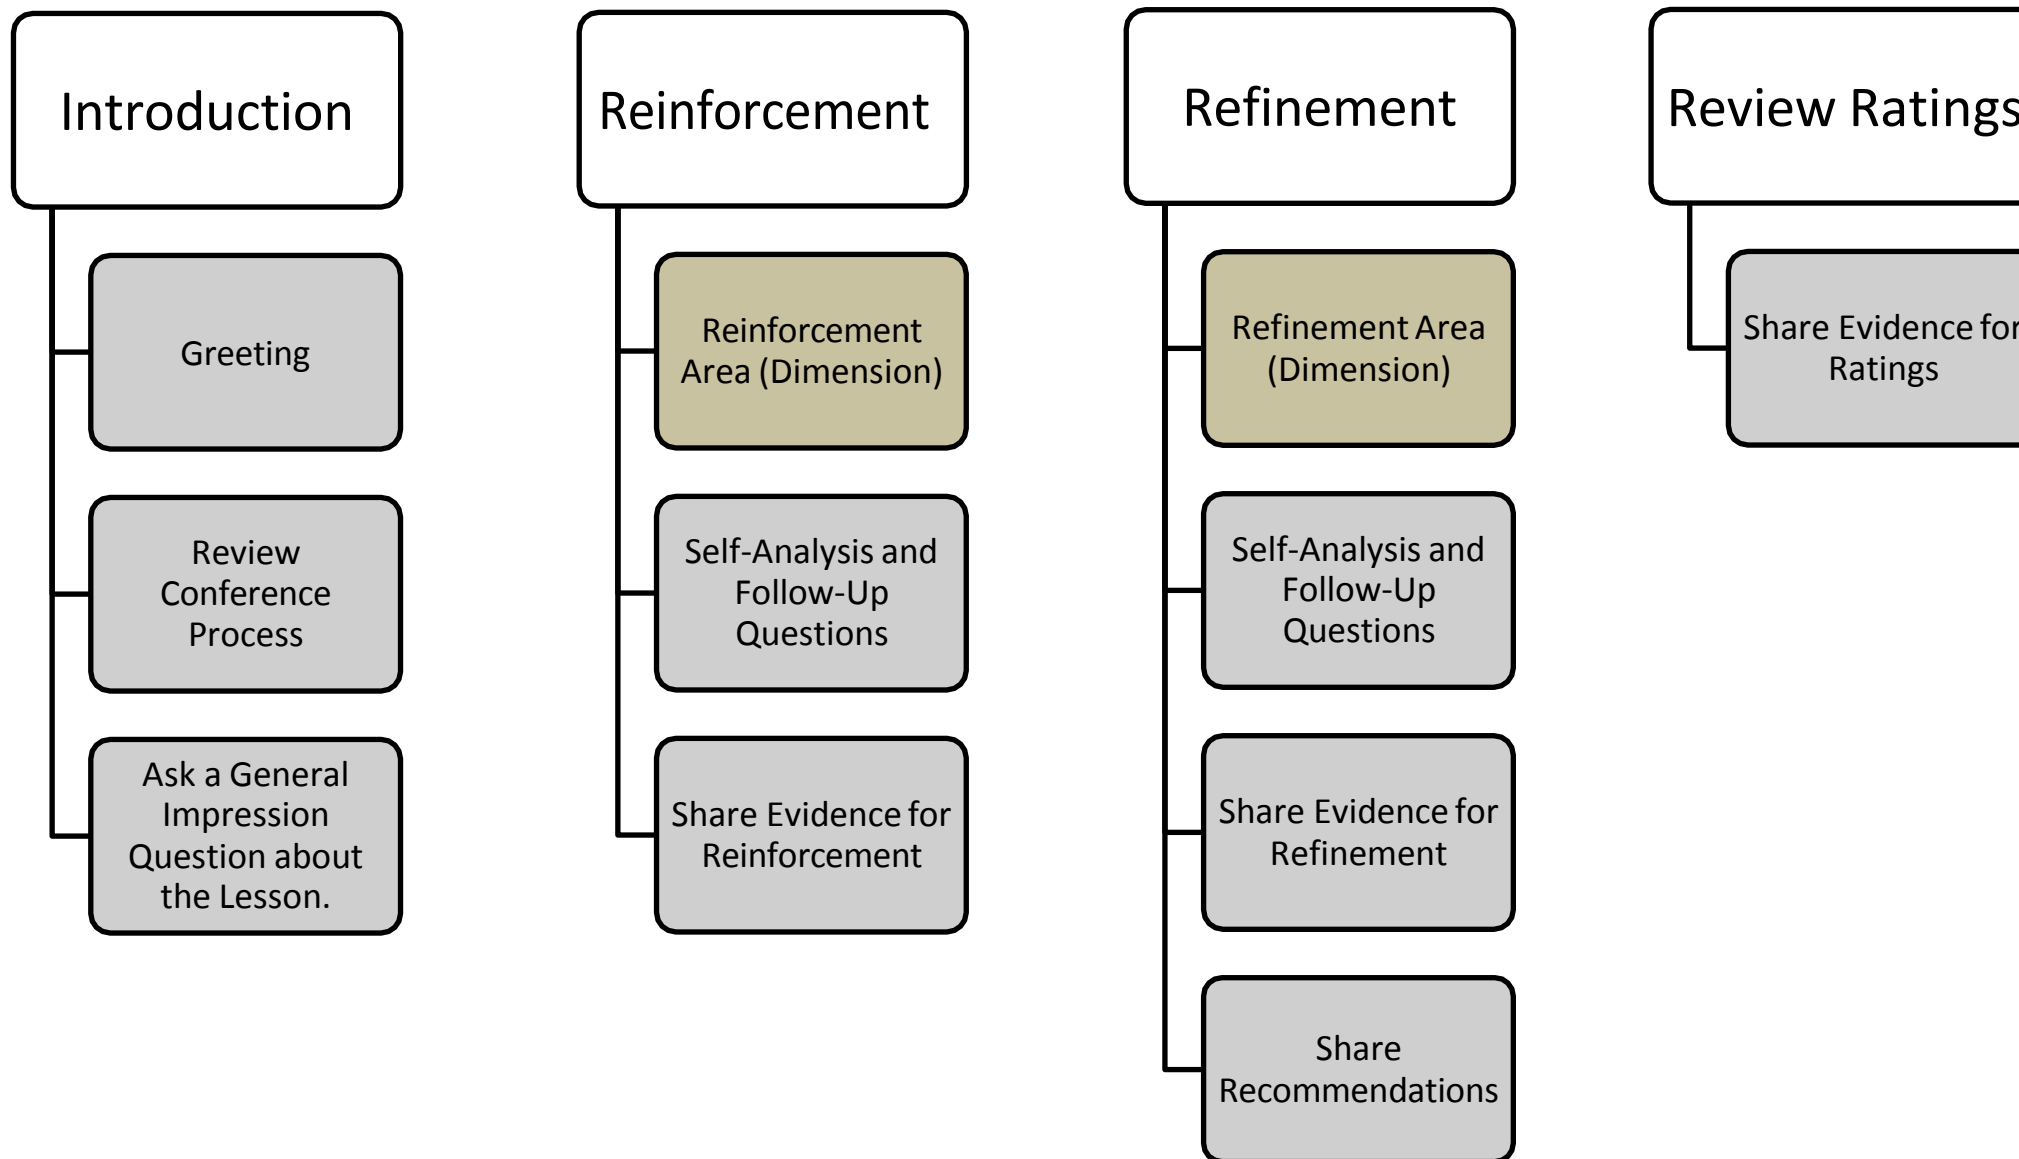 Introduction
Greeting
Review
Conference
Process
Ask a General
Impression
Question about
the Lesson.
Reinforcement
Reinforcement
Area (Dimension)
Self-Analysis and
Follow-Up
Questions
Share Evidence for
Reinforcement
Refinement
Refinement Area
(Dimension)
Self-Analysis and
Follow-Up
Questions
Share Evidence for
Refinement
Share
Recommendations
Review Ratings
Share Evidence for
Ratings